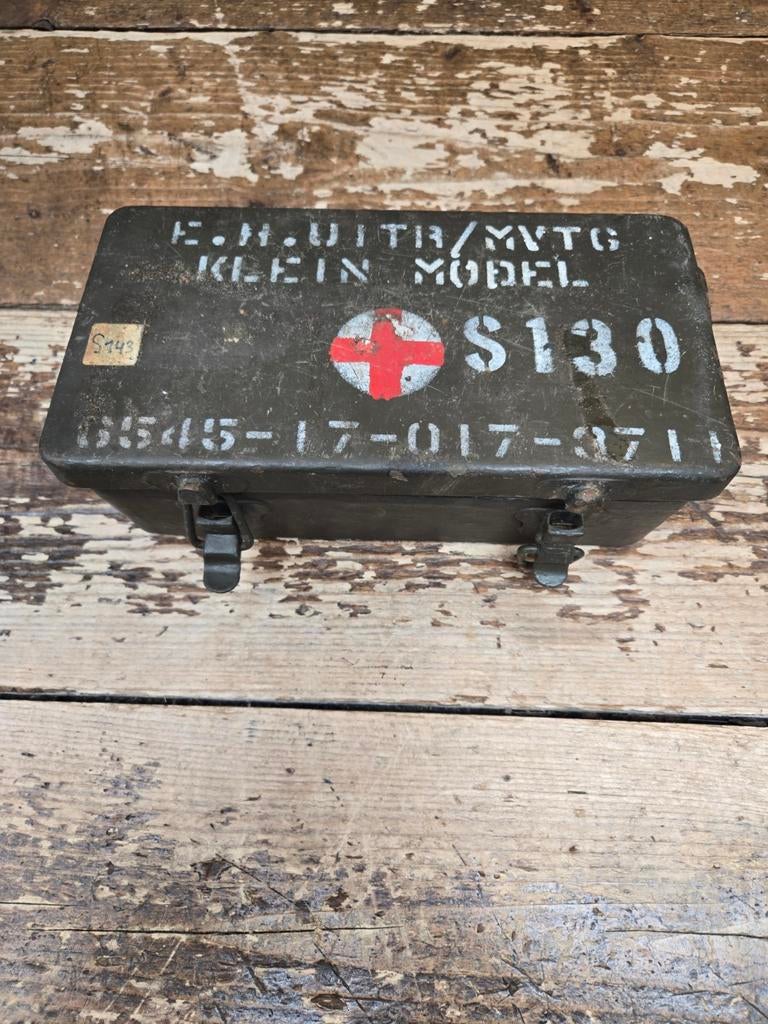 E.H.UITR/MVTG
KLEIN MODEL
S143
S130
6545-17-017-3711